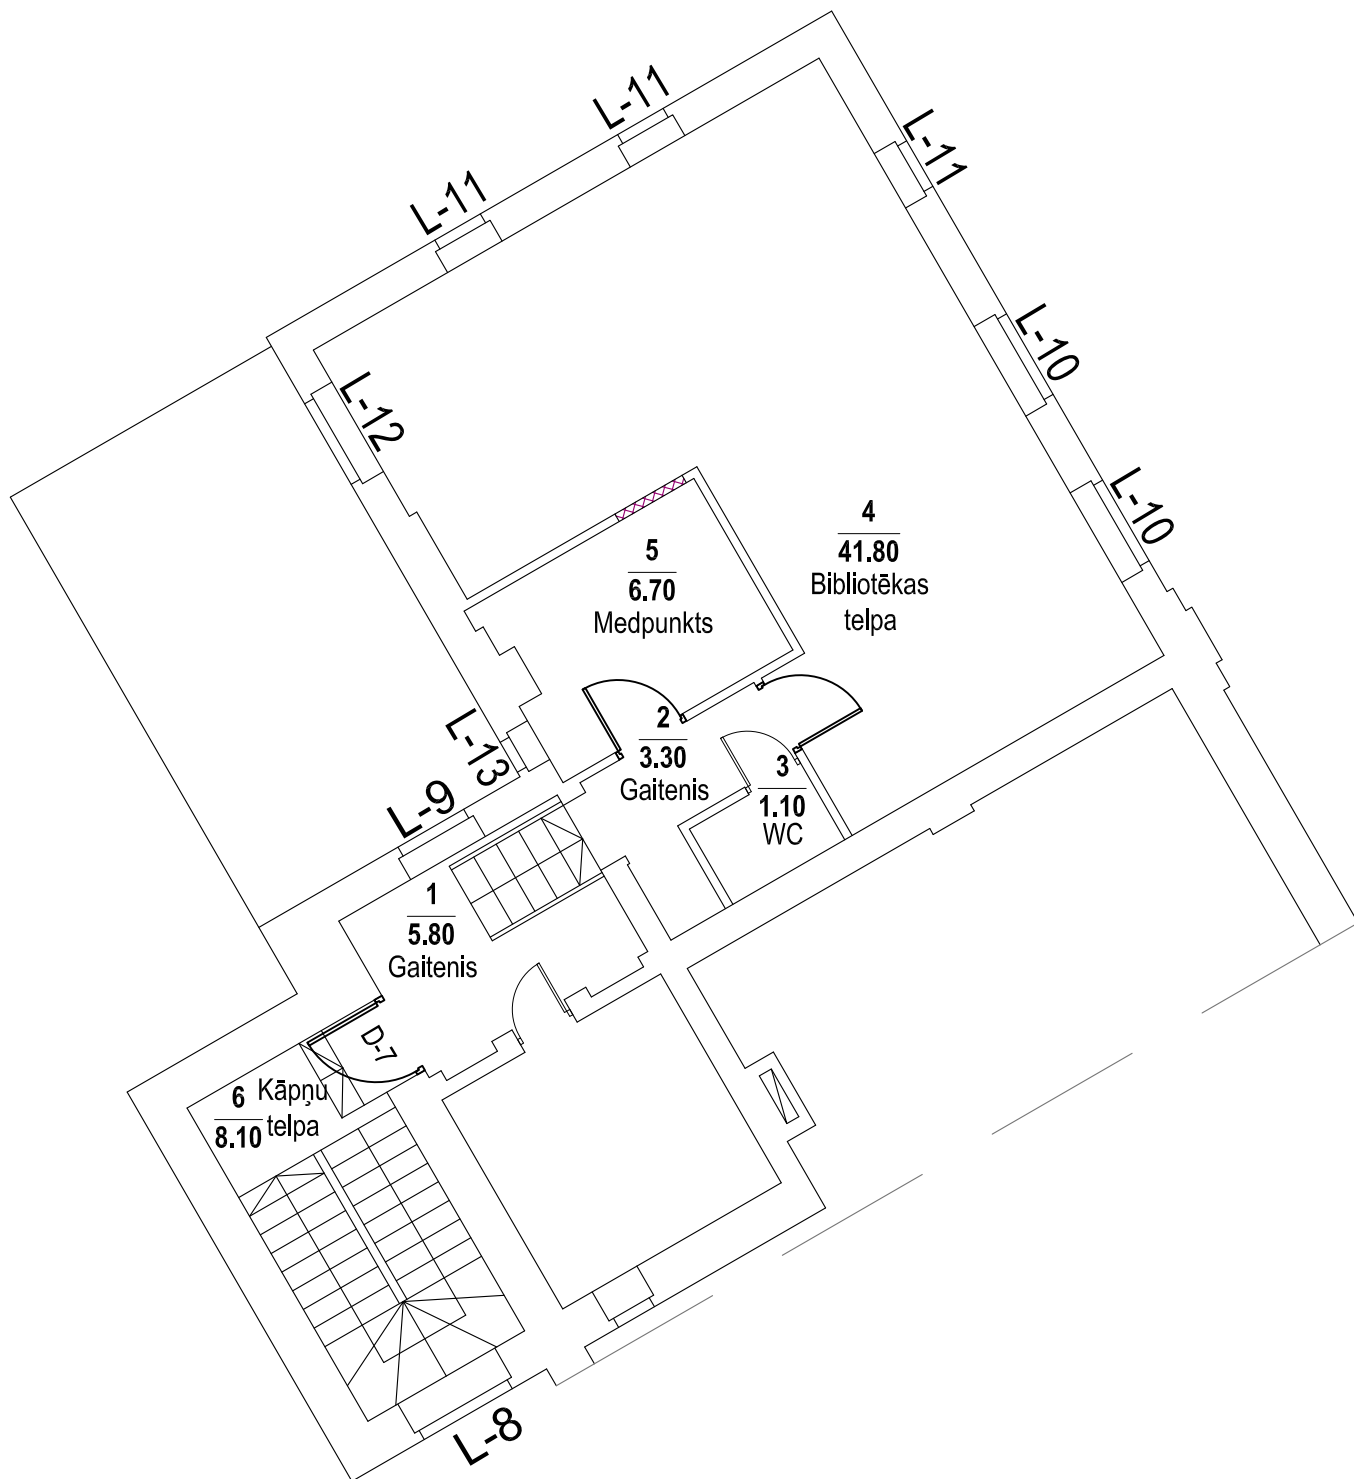 L-11
L-11
L-11
L-10
L-12
L-10
4
41.80
Bibliotēkas
telpa
5
6.70
Medpunkts
2
3.30
Gaitenis
L-13
3
1.10
WC
L-9
1
5.80
Gaitenis
D-7
6
8.10
Kāpņu
telpa
L-8